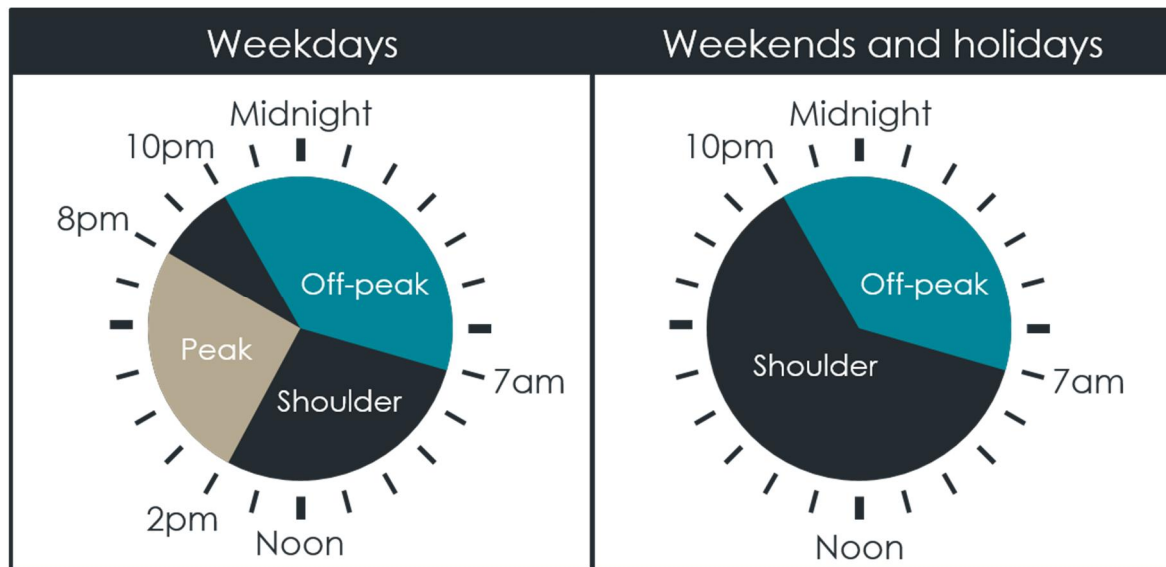 Weekdays
Midnight
10pm
8pm
Off-peak
Peak
Shoulder
7am
2pm
Noon
Weekends and holidays
Midnight
10pm
Off-peak
Shoulder
7am
Noon